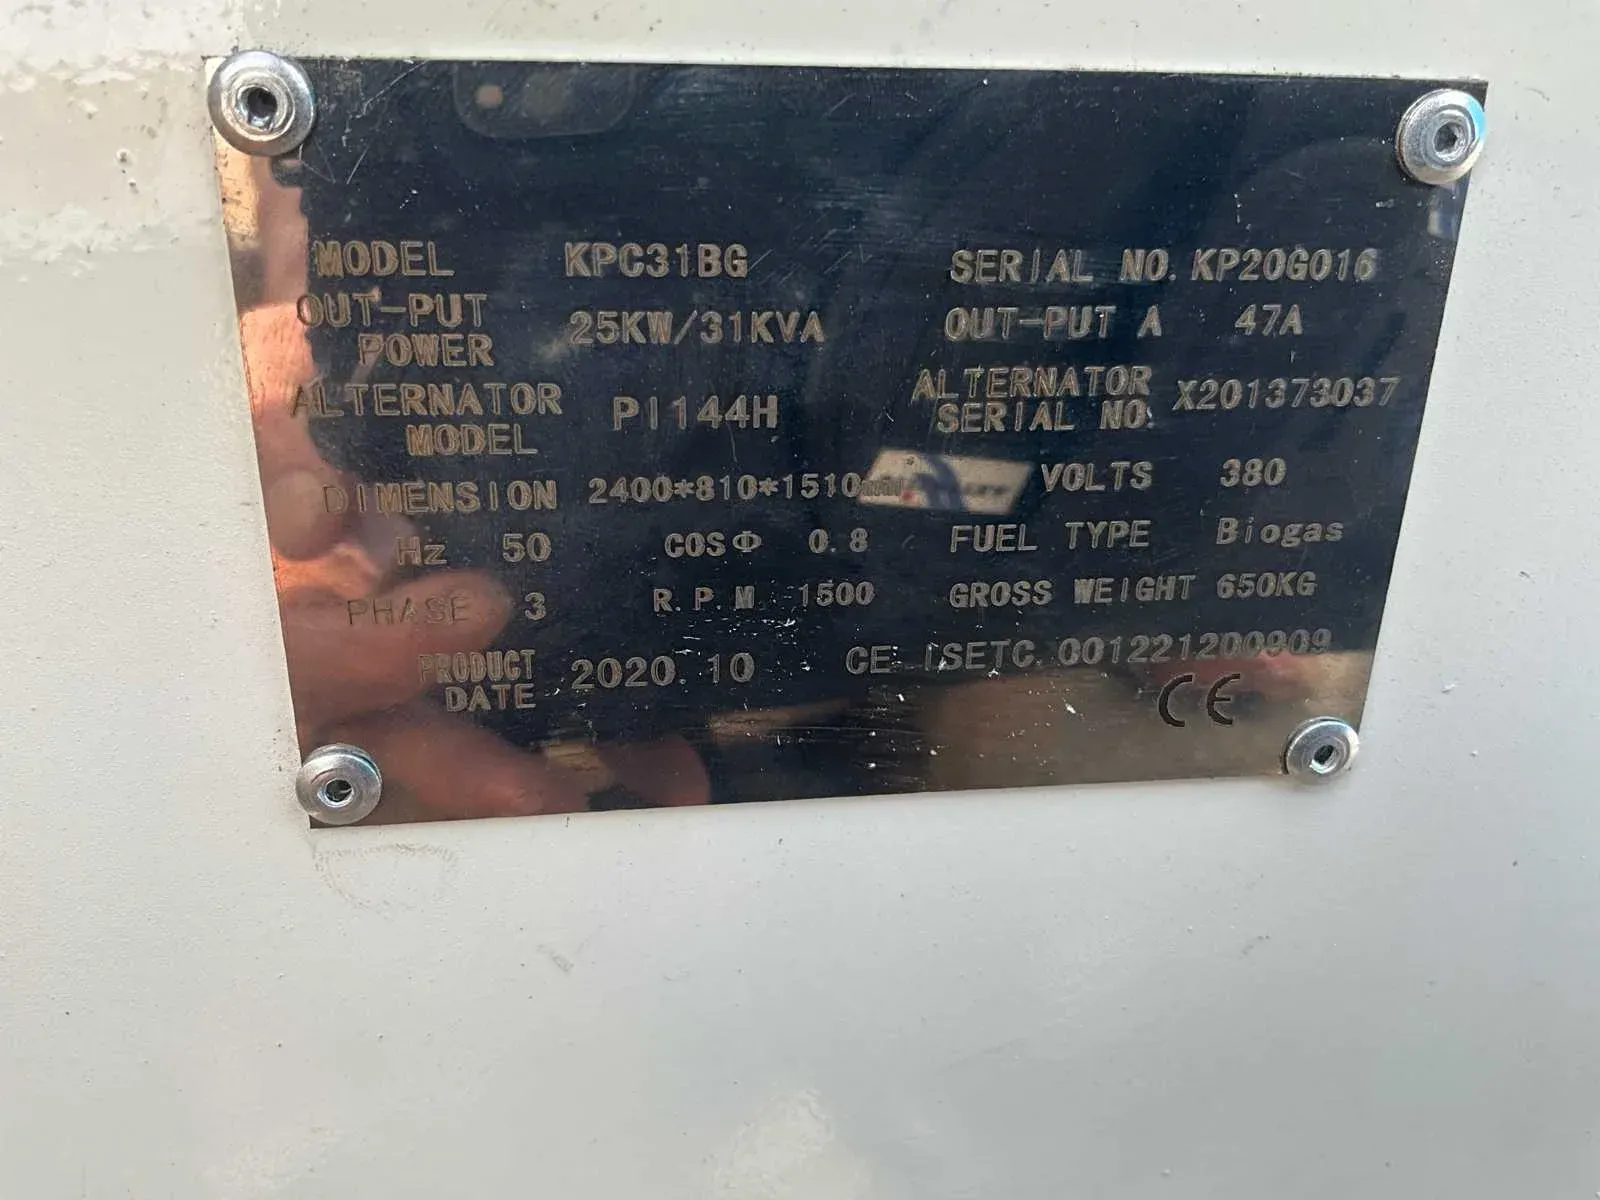 MODEL KPC31BG SERIAL NO. KP20G016
OUT-PUT POWER 25KW/31KVA OUT-PUT A 47A
ALTERNATOR MODEL PI144H ALTERNATOR SERIAL NO: X201373037
DIMENSION 2400*810*1510mm VOLTS 380
Hz 50 COSΦ 0.8 FUEL TYPE Biogas
PHASE 3 R.P.M 1500 GROSS WEIGHT 650KG
PRODUCT DATE 2020.10 CE ISETC.001221200909
CE